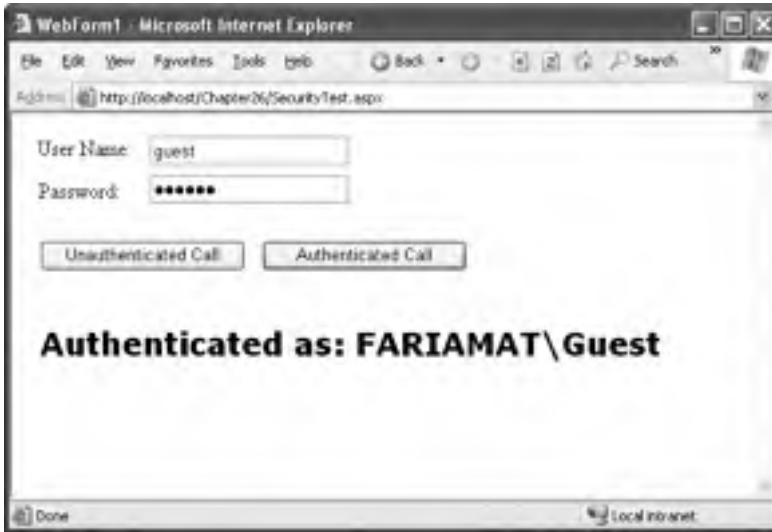 WebForm1 - Microsoft Internet Explorer
File Edit View Favorites Tools Help Back Search »
Address http://localhost/Chapter26/SecurityTest.aspx
User Name: guest
Password: ●●●●●●
Unauthenticated Call Authenticated Call
Authenticated as: FARIAMAT\Guest
Done Local intranet